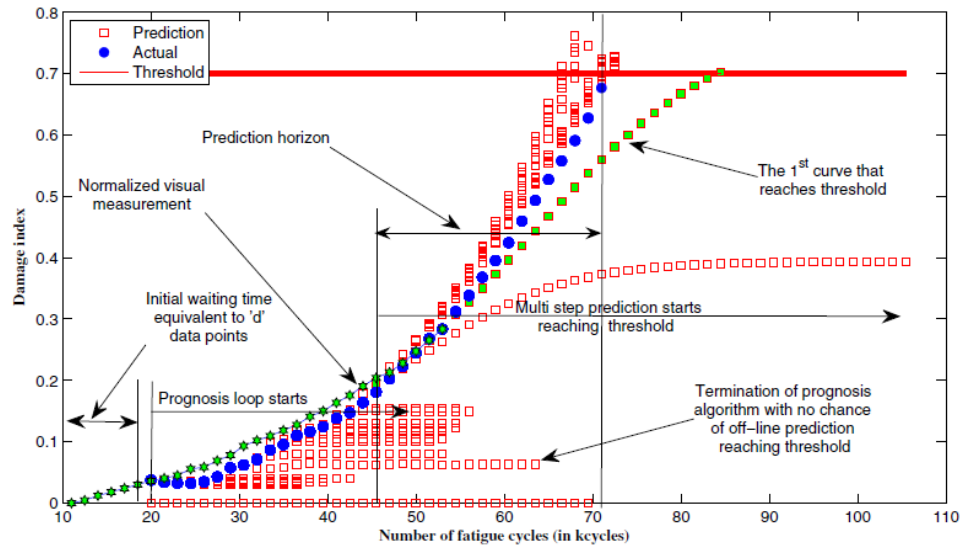 0.8
0.7
0.6
0.5
0.4
0.3
0.2
0.1
0
Damage index
Prediction
Actual
Threshold
Prediction horizon
Normalized visual
measurement
The 1st curve that
reaches threshold
Initial waiting time
equivalent to 'd'
data points
Multi step prediction starts
reaching threshold
Prognosis loop starts
Termination of prognosis
algorithm with no chance
of off-line prediction
reaching threshold
10 20 30 40 50 60 70 80 90 100 110
Number of fatigue cycles (in kcycles)